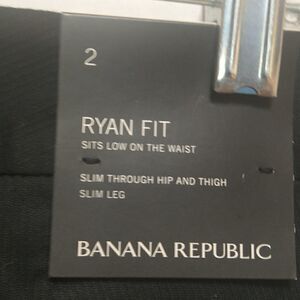 2
RYAN FIT
SITS LOW ON THE WAIST
SLIM THROUGH HIP AND THIGH
SLIM LEG
BANANA REPUBLIC